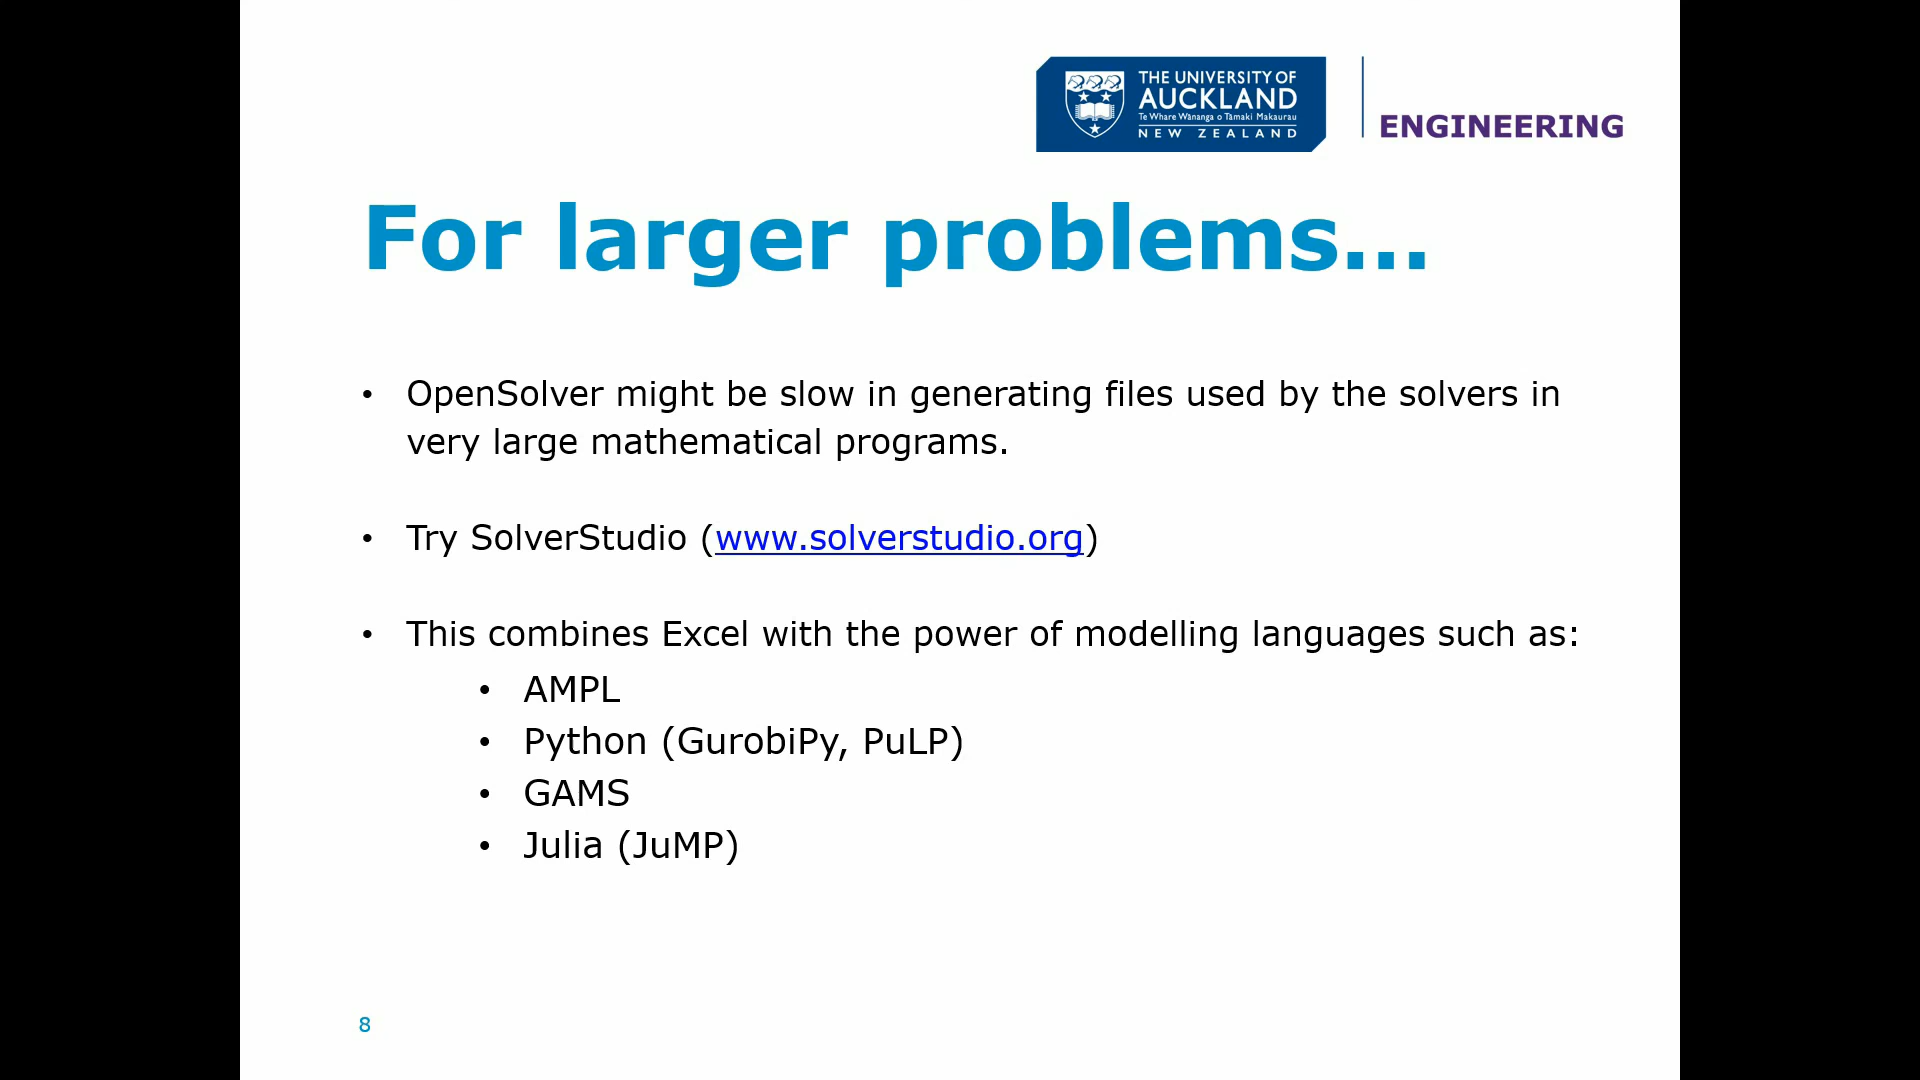 THE UNIVERSITY OF
AUCKLAND
Te Whare Wānanga o Tāmaki Makaurau
NEW ZEALAND
ENGINEERING
For larger problems...
• OpenSolver might be slow in generating files used by the solvers in
very large mathematical programs.
• Try SolverStudio (www.solverstudio.org)
• This combines Excel with the power of modelling languages such as:
• AMPL
• Python (GurobiPy, PuLP)
• GAMS
• Julia (JuMP)
8